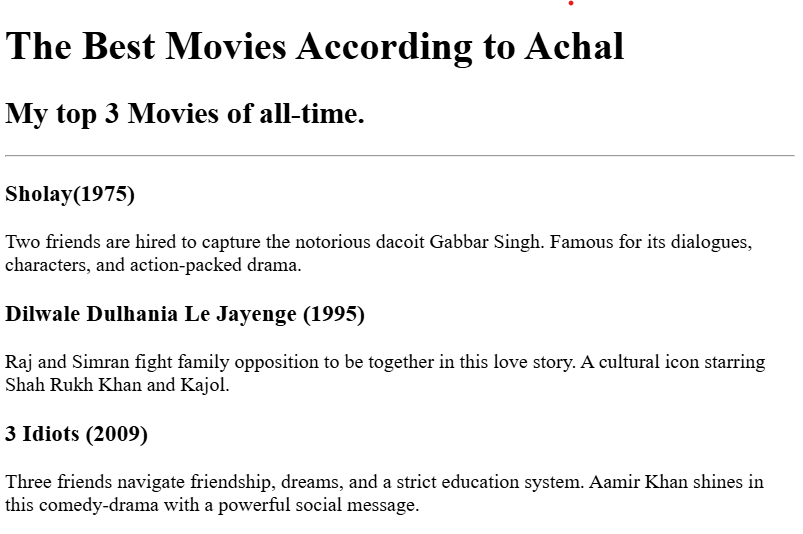 The Best Movies According to Achal
My top 3 Movies of all-time.
Sholay(1975)
Two friends are hired to capture the notorious dacoit Gabbar Singh. Famous for its dialogues,
characters, and action-packed drama.
Dilwale Dulhania Le Jayenge (1995)
Raj and Simran fight family opposition to be together in this love story. A cultural icon starring
Shah Rukh Khan and Kajol.
3 Idiots (2009)
Three friends navigate friendship, dreams, and a strict education system. Aamir Khan shines in
this comedy-drama with a powerful social message.